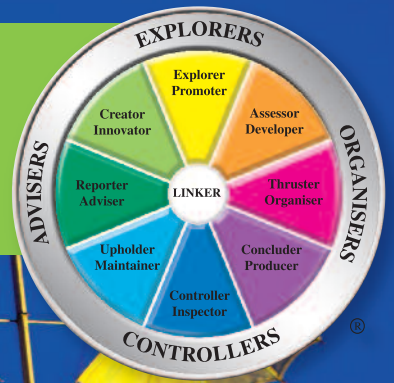 EXPLORERS
Explorer
Promoter
Creator
Innovator
Assessor
Developer
ADVISERS
Reporter
Adviser
LINKER
Thruster
Organiser
ORGANISERS
Upholder
Maintainer
Concluder
Producer
Controller
Inspector
CONTROLLERS
®